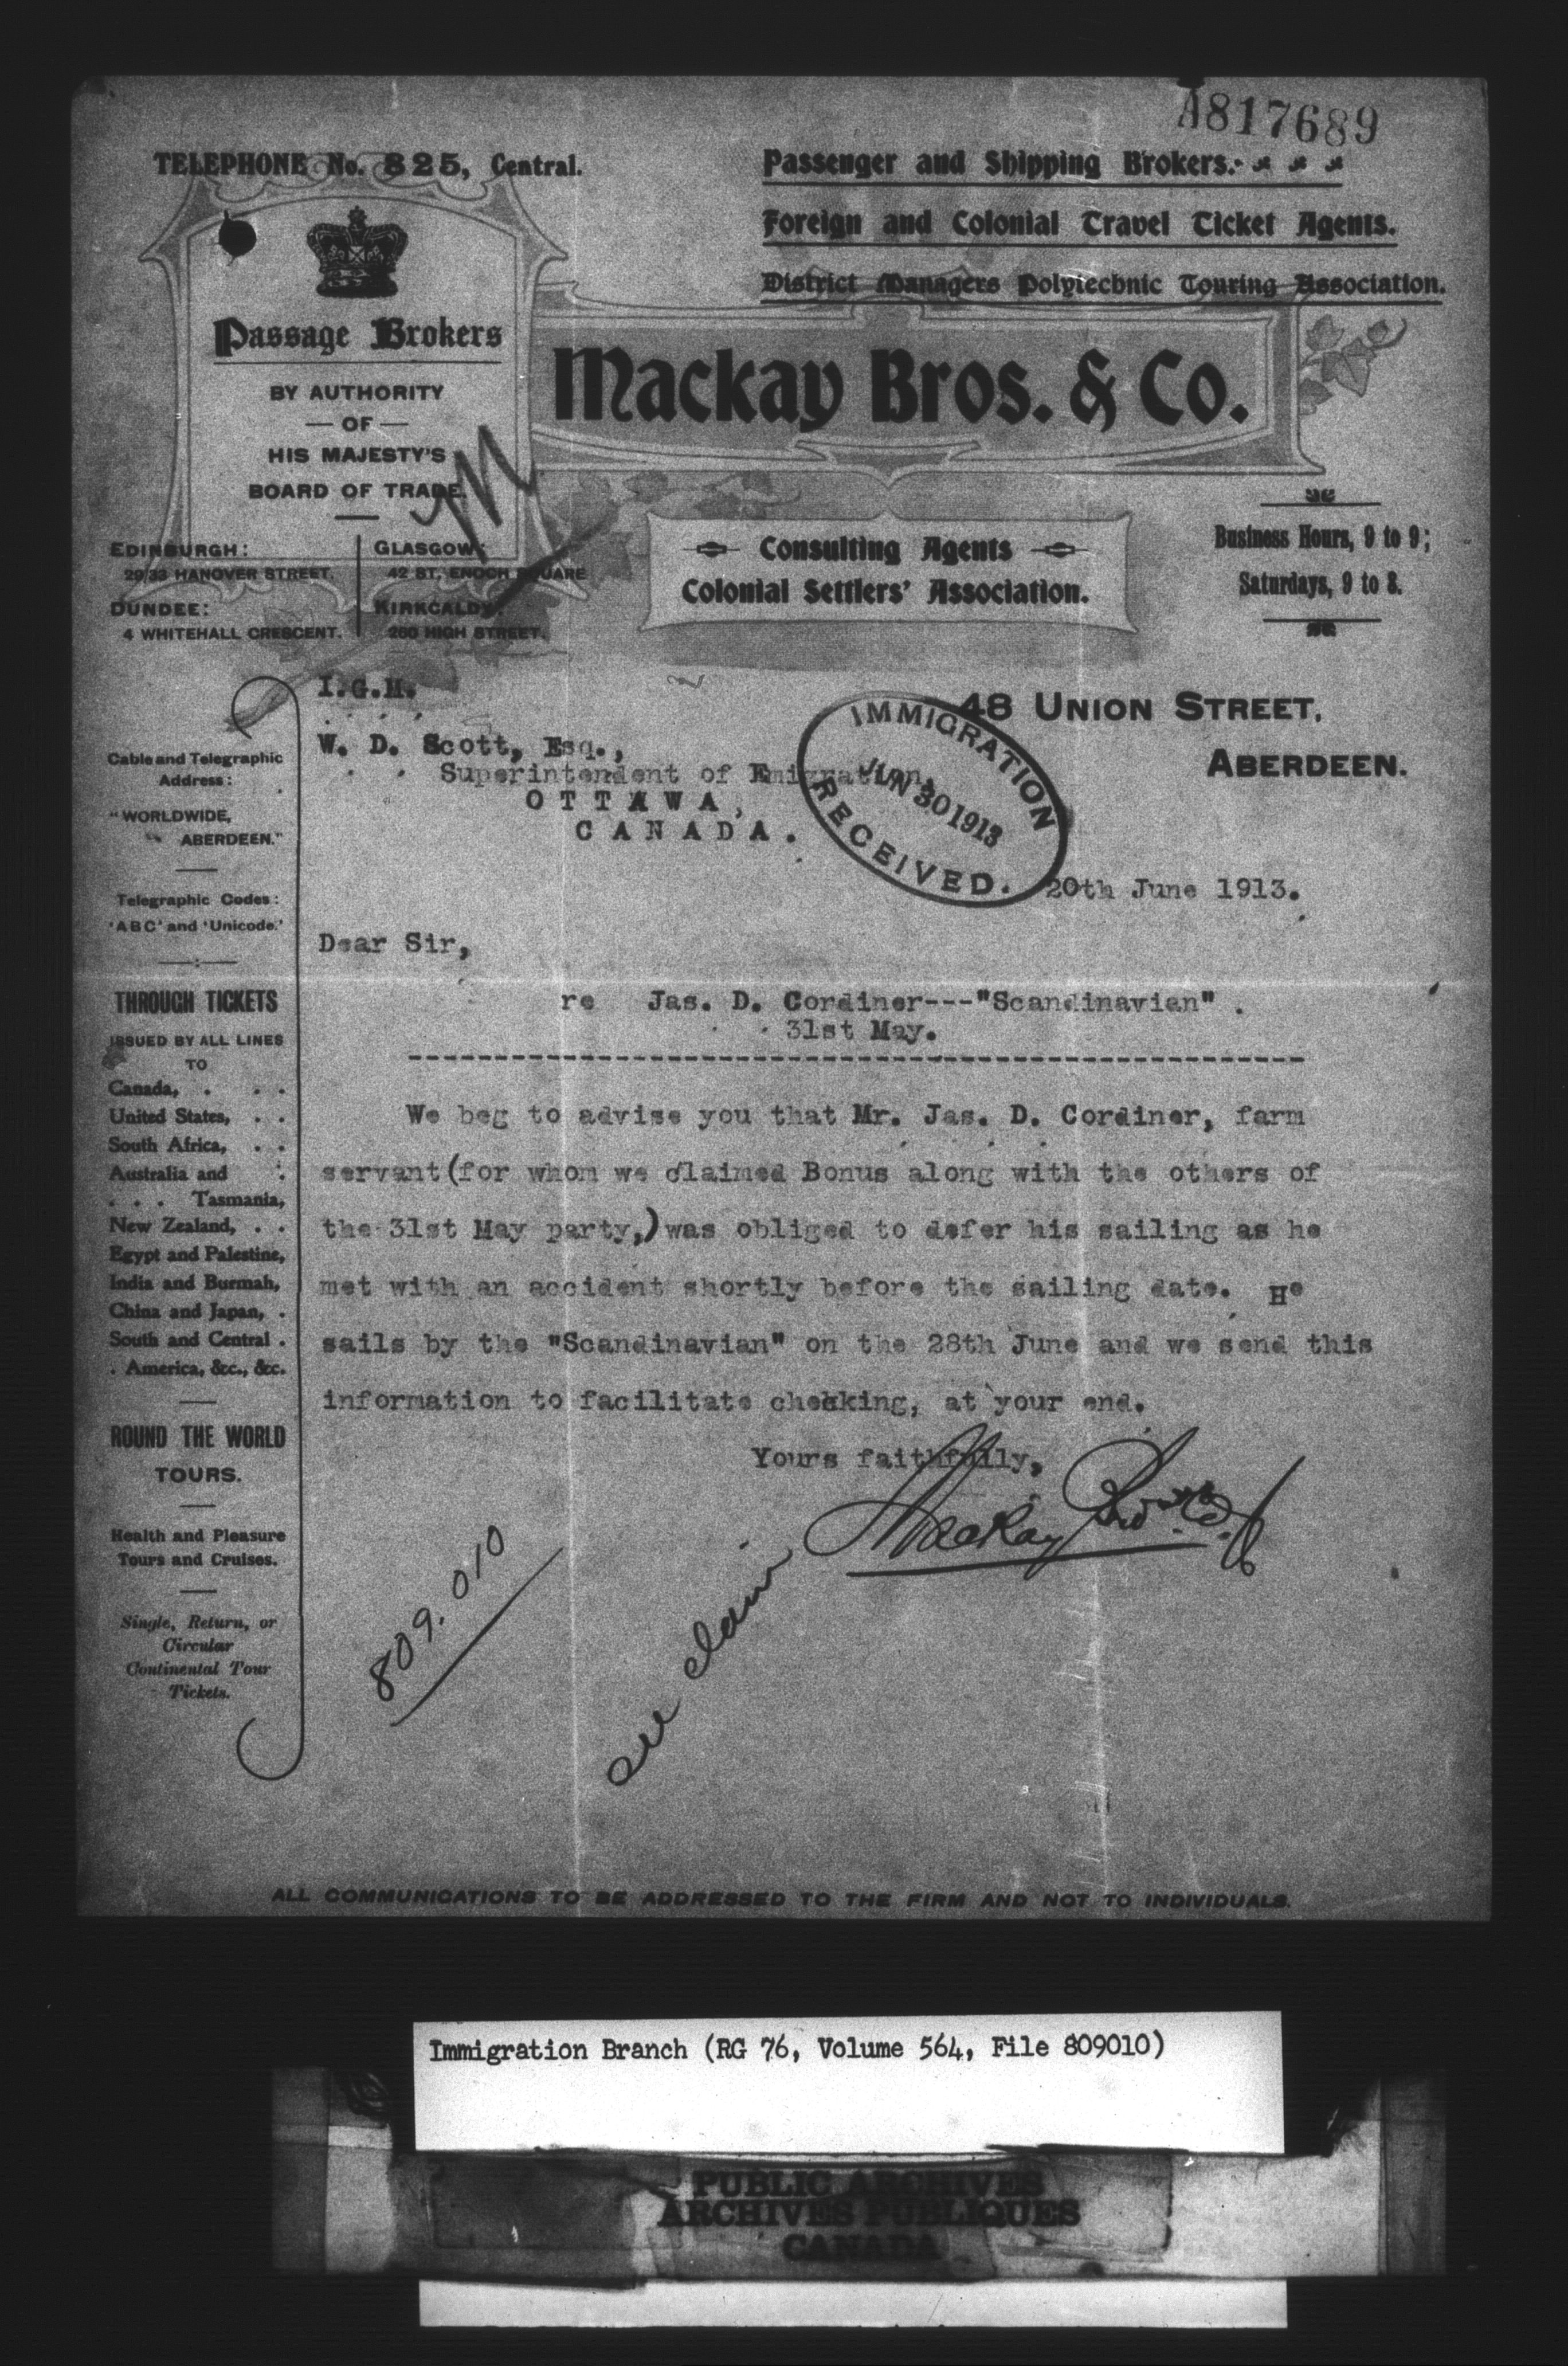 A817689
TELEPHONE No. 825, Central.
Passenger and Shipping Brokers.
Foreign and Colonial Travel Ticket Agents.
District Managers Polytechnic Touring Association.
Passage Brokers
BY AUTHORITY
— OF —
HIS MAJESTY'S
BOARD OF TRADE.
Mackay Bros. & Co.
EDINBURGH:
29/33 HANOVER STREET.
DUNDEE:
4 WHITEHALL CRESCENT.
GLASGOW:
42 ST. ENOCH SQUARE
KIRKCALDY:
260 HIGH STREET.
Consulting Agents
Colonial Settlers' Association.
Business Hours, 9 to 9;
Saturdays, 9 to 8.
48 UNION STREET,
ABERDEEN.
I.G.M.
W. D. Scott, Esq.,
Superintendent of Emigration,
OTTAWA,
CANADA.
IMMIGRATION
JUN 30 1913
RECEIVED.
20th June 1913.
Cable and Telegraphic
Address:
"WORLDWIDE,
ABERDEEN."
Telegraphic Codes:
'ABC' and 'Unicode.'
THROUGH TICKETS
ISSUED BY ALL LINES
TO
Canada, . . .
United States, . .
South Africa, . .
Australia and .
. . . Tasmania,
New Zealand, . .
Egypt and Palestine,
India and Burmah,
China and Japan, .
South and Central .
. America, &c., &c.
ROUND THE WORLD
TOURS.
Health and Pleasure
Tours and Cruises.
Single, Return, or
Circular
Continental Tour
Tickets.
Dear Sir,
re Jas. D. Cordiner---"Scandinavian" .
31st May.
We beg to advise you that Mr. Jas. D. Cordiner, farm
servant (for whom we claimed Bonus along with the others of
the 31st May party,) was obliged to defer his sailing as he
met with an accident shortly before the sailing date. He
sails by the "Scandinavian" on the 28th June and we send this
information to facilitate checking, at your end.
Yours faithfully,
Mackay Bros & Co.
809.010
see claim
ALL COMMUNICATIONS TO BE ADDRESSED TO THE FIRM AND NOT TO INDIVIDUALS.
Immigration Branch (RG 76, Volume 564, File 809010)
PUBLIC ARCHIVES
ARCHIVES PUBLIQUES
CANADA